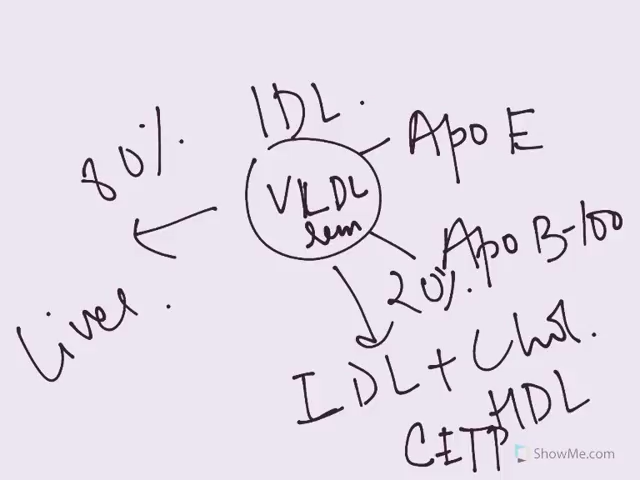 IDL.
80%.
Apo E
VLDL
rem
Apo B-100
20%.
Liver.
IDL + Chol.
HDL
CETP
ShowMe.com